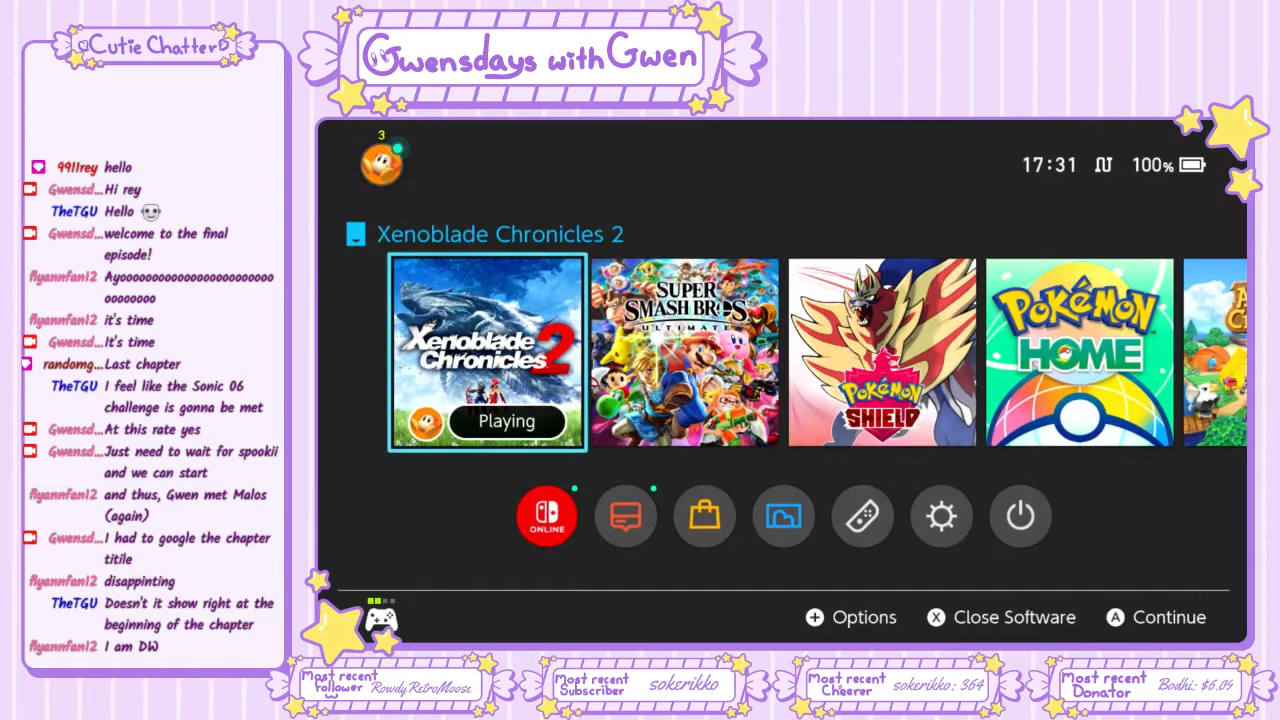 Cutie Chatter
Gwensdays with Gwen
9911rey hello
Gwensd... Hi rey
TheTGU Hello
Gwensd... welcome to the final
episode!
flyannfan12 Ayooooooooooooooooooooooo
oooooooo
flyannfan12 it's time
Gwensd... It's time
randomg... Last chapter
TheTGU I feel like the Sonic 06
challenge is gonna be met
Gwensd... At this rate yes
Gwensd... Just need to wait for spookii
and we can start
flyannfan12 and thus, Gwen met Malos
(again)
Gwensd... I had to google the chapter
titile
flyannfan12 disappinting
TheTGU Doesn't it show right at the
beginning of the chapter
flyannfan12 I am DW
3
17:31 100%
Xenoblade Chronicles 2
Xenoblade
Chronicles 2
Playing
SUPER
SMASH BROS.
ULTIMATE
Pokémon
SHIELD
Pokémon
HOME
ONLINE
+ Options X Close Software A Continue
Most recent
Follower RowdyRetroMoose
Most recent
Subscriber sokerikko
Most recent
Cheerer sokerikko: 364
Most recent
Donator Bodhi: $6.09